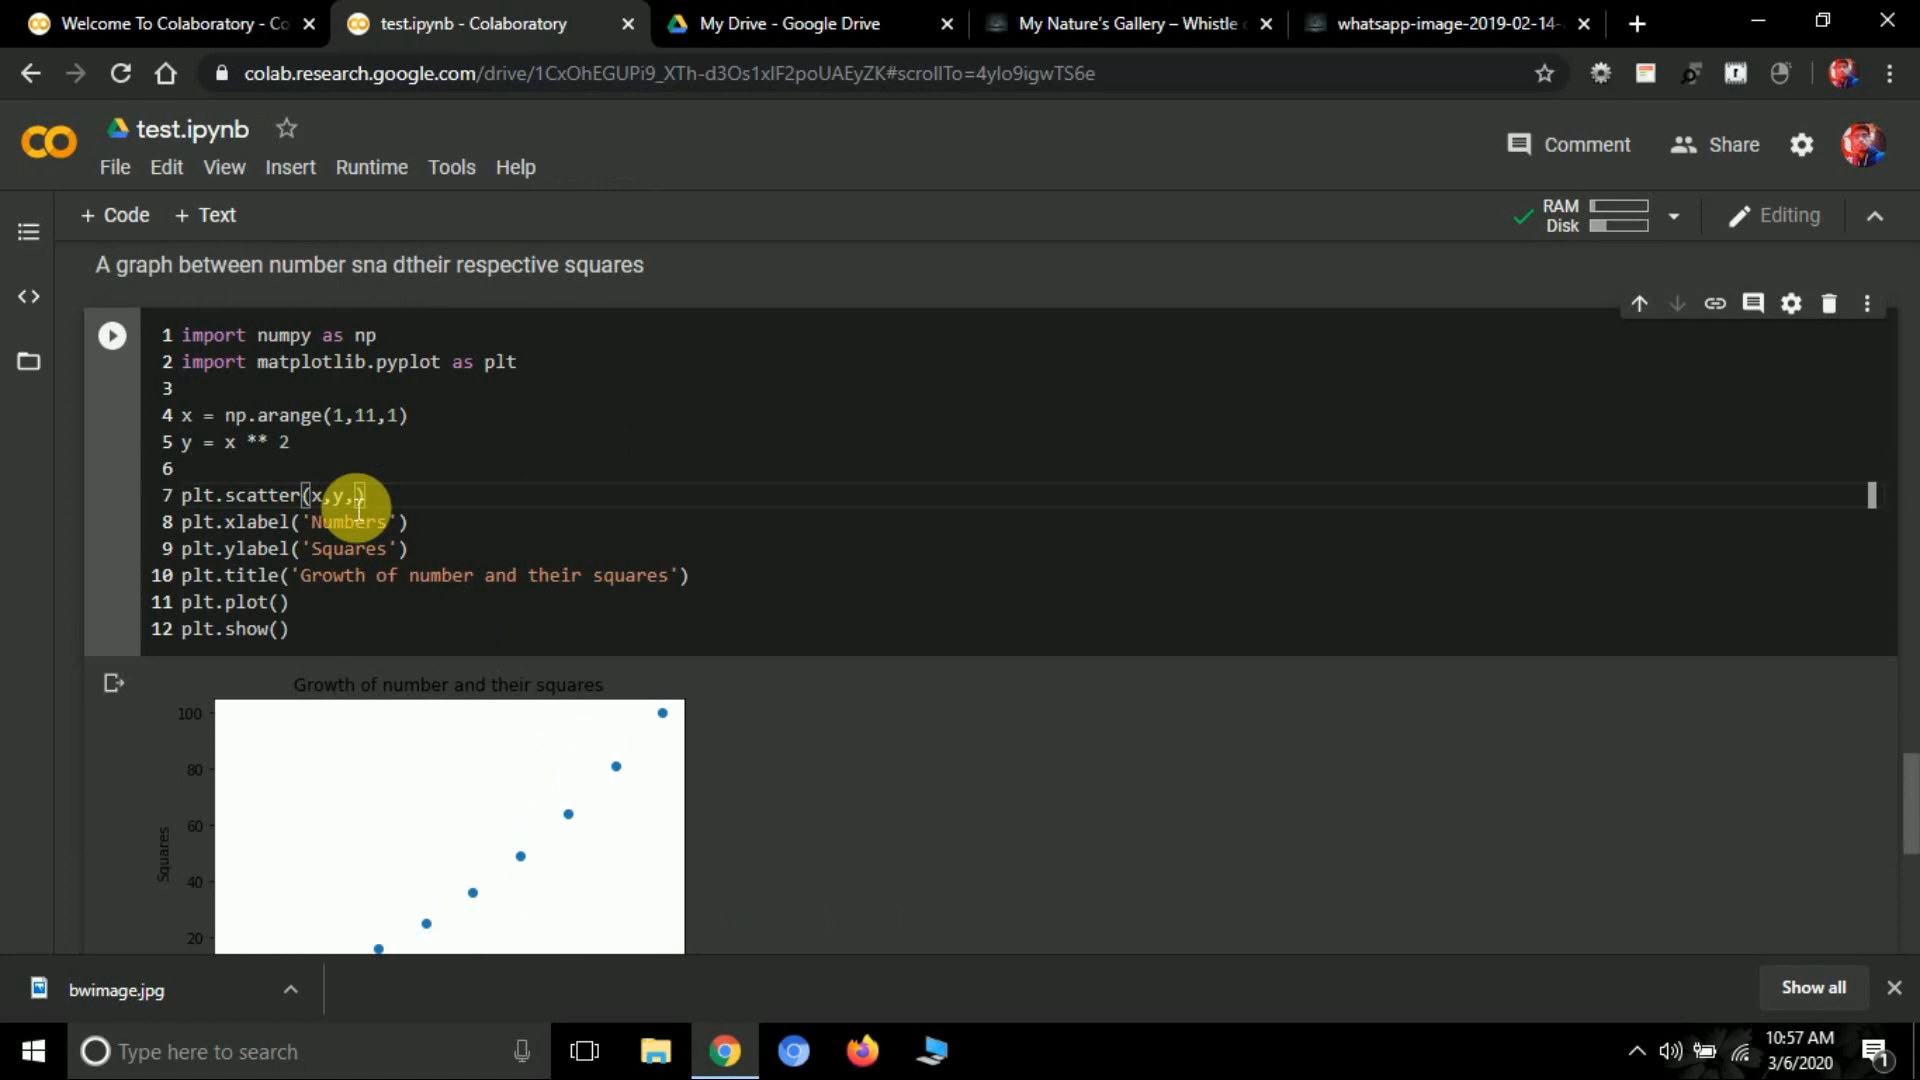 Welcome To Colaboratory - Co
test.ipynb - Colaboratory
My Drive - Google Drive
My Nature's Gallery – Whistle
whatsapp-image-2019-02-14-
colab.research.google.com/drive/1CxOhEGUPi9_XTh-d3Os1xIF2poUAEyZK#scrollTo=4ylo9igwTS6e
test.ipynb
Comment
Share
File Edit View Insert Runtime Tools Help
+ Code + Text
RAM
Disk
Editing
A graph between number sna dtheir respective squares
1 import numpy as np
2 import matplotlib.pyplot as plt
3
4 x = np.arange(1,11,1)
5 y = x ** 2
6
7 plt.scatter(x,y,)
8 plt.xlabel('Numbers')
9 plt.ylabel('Squares')
10 plt.title('Growth of number and their squares')
11 plt.plot()
12 plt.show()
Growth of number and their squares
100
80
60
40
20
Squares
bwimage.jpg
Show all
Type here to search
10:57 AM
3/6/2020
1